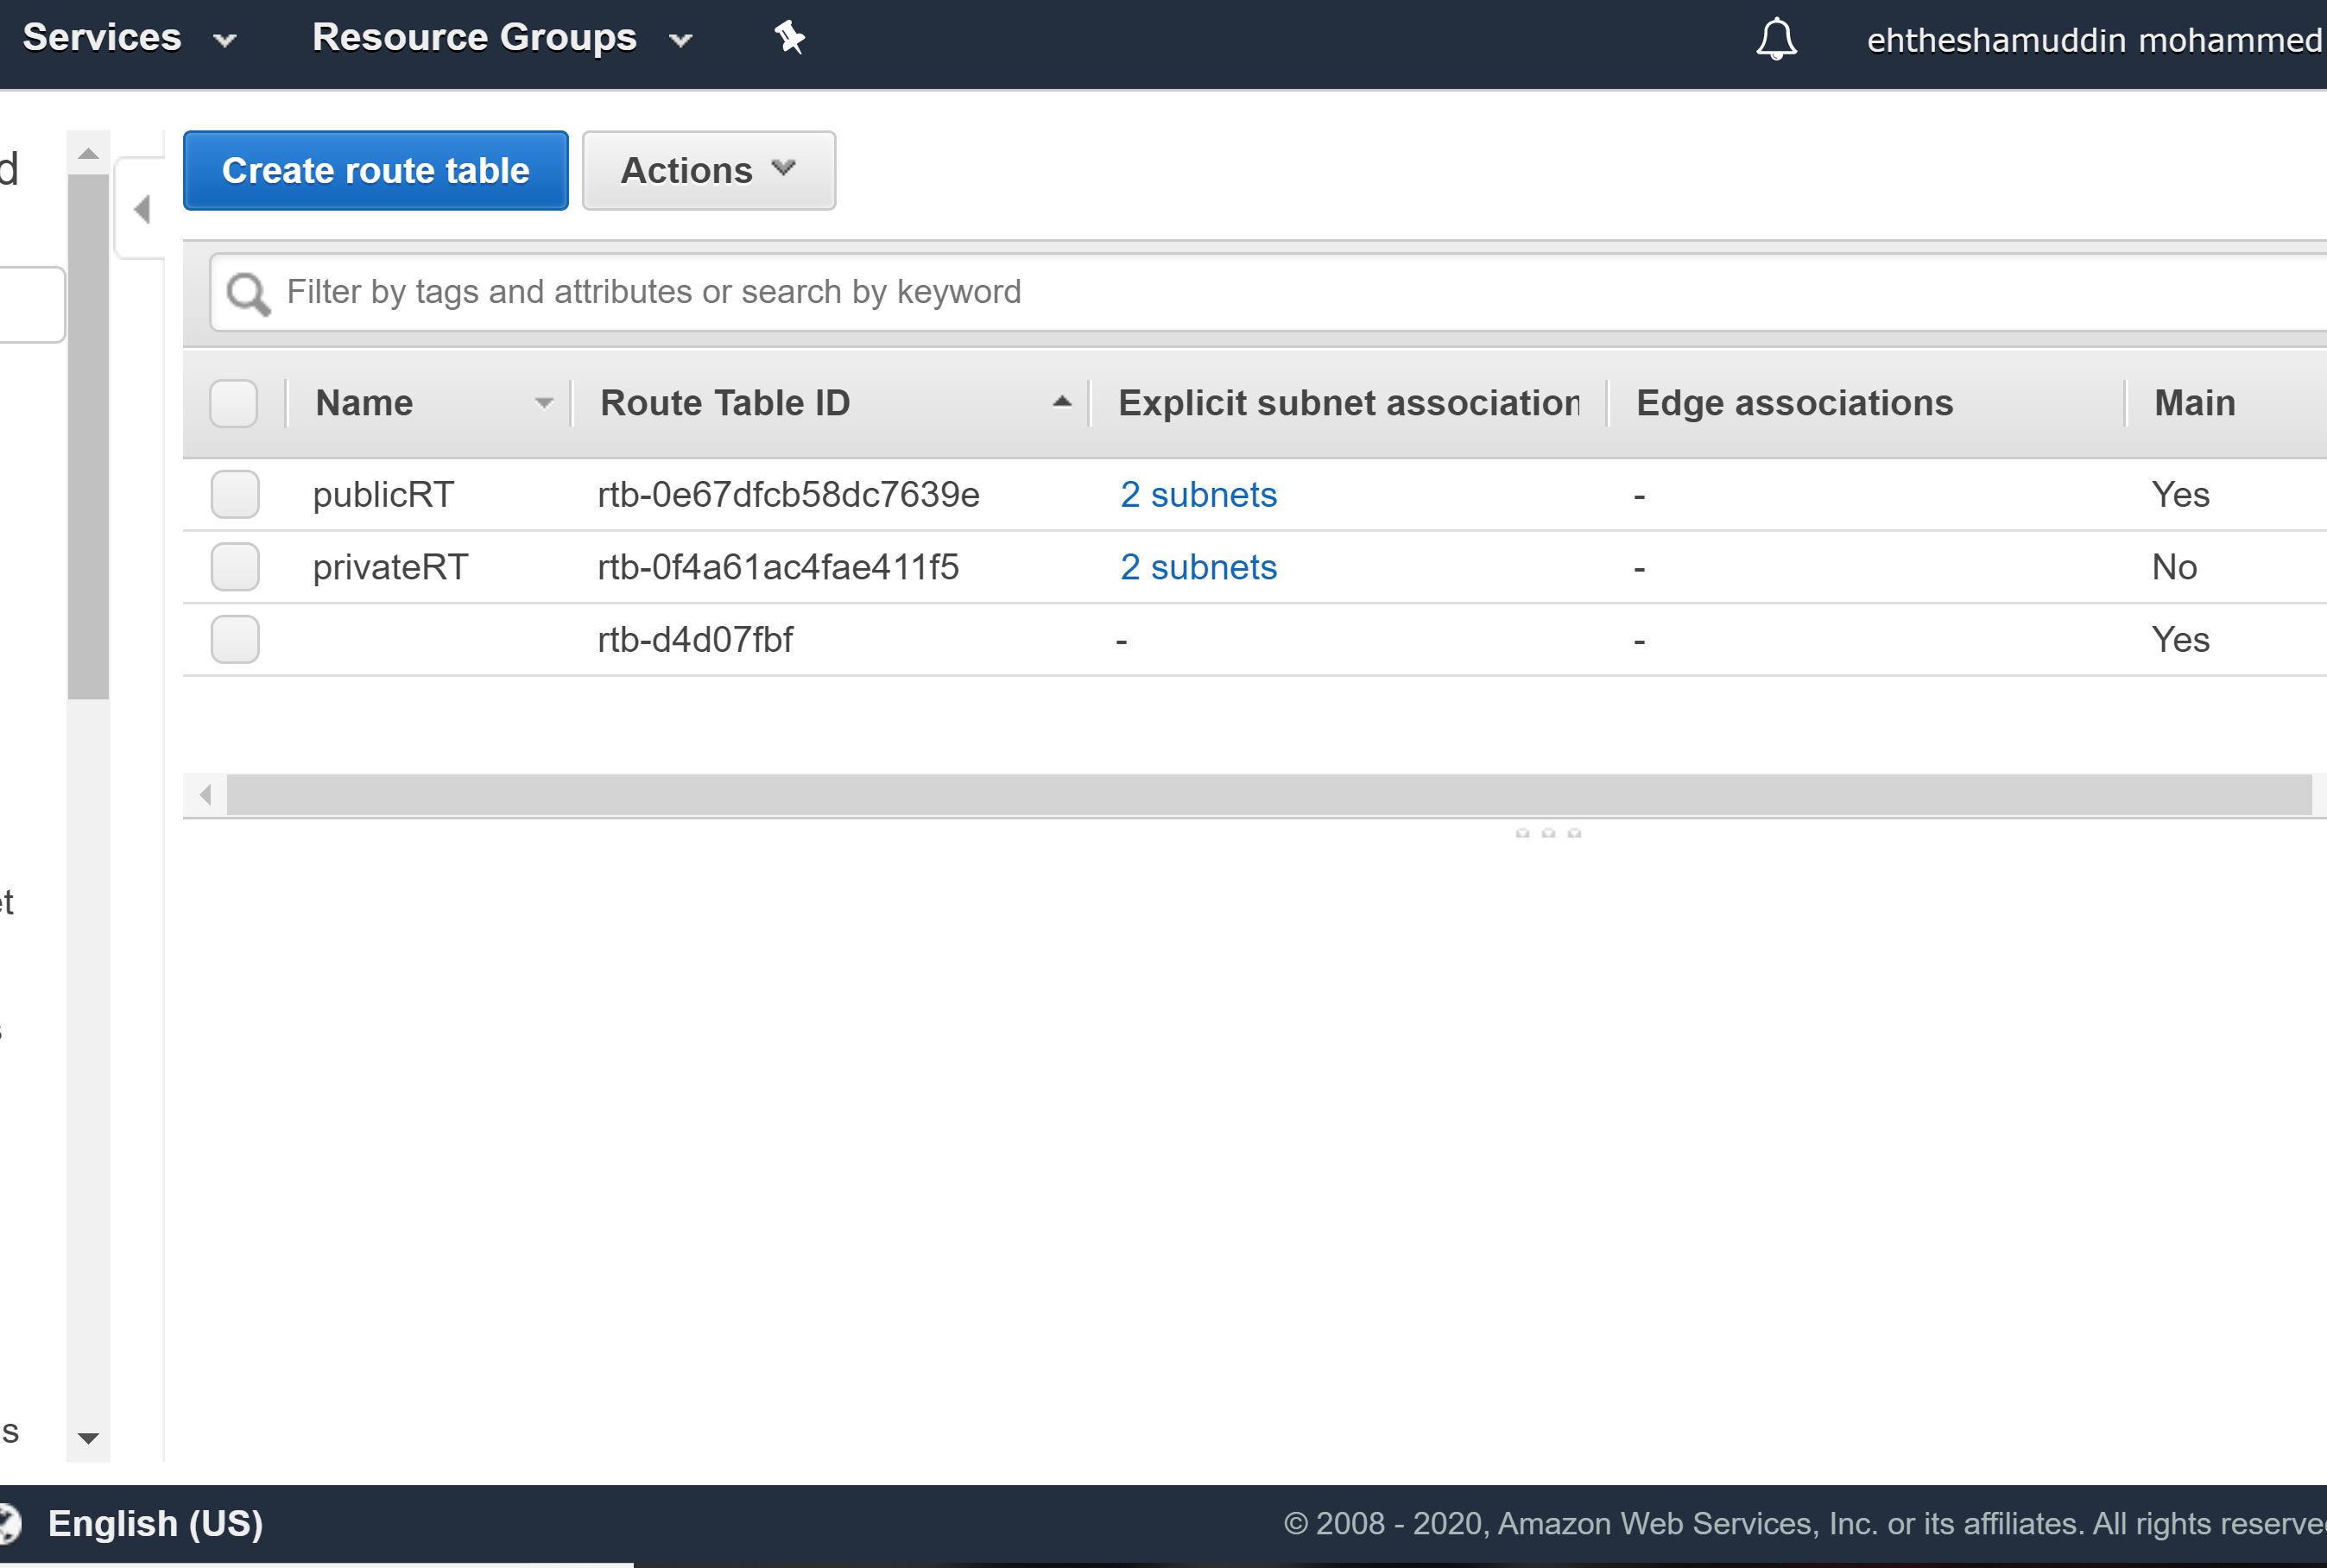 Services Resource Groups ehtheshamuddin mohammed
d
Create route table Actions
Filter by tags and attributes or search by keyword
Name Route Table ID Explicit subnet association Edge associations Main
publicRT rtb-0e67dfcb58dc7639e 2 subnets - Yes
privateRT rtb-0f4a61ac4fae411f5 2 subnets - No
rtb-d4d07fbf - - Yes
et
s
s
English (US) © 2008 - 2020, Amazon Web Services, Inc. or its affiliates. All rights reserve